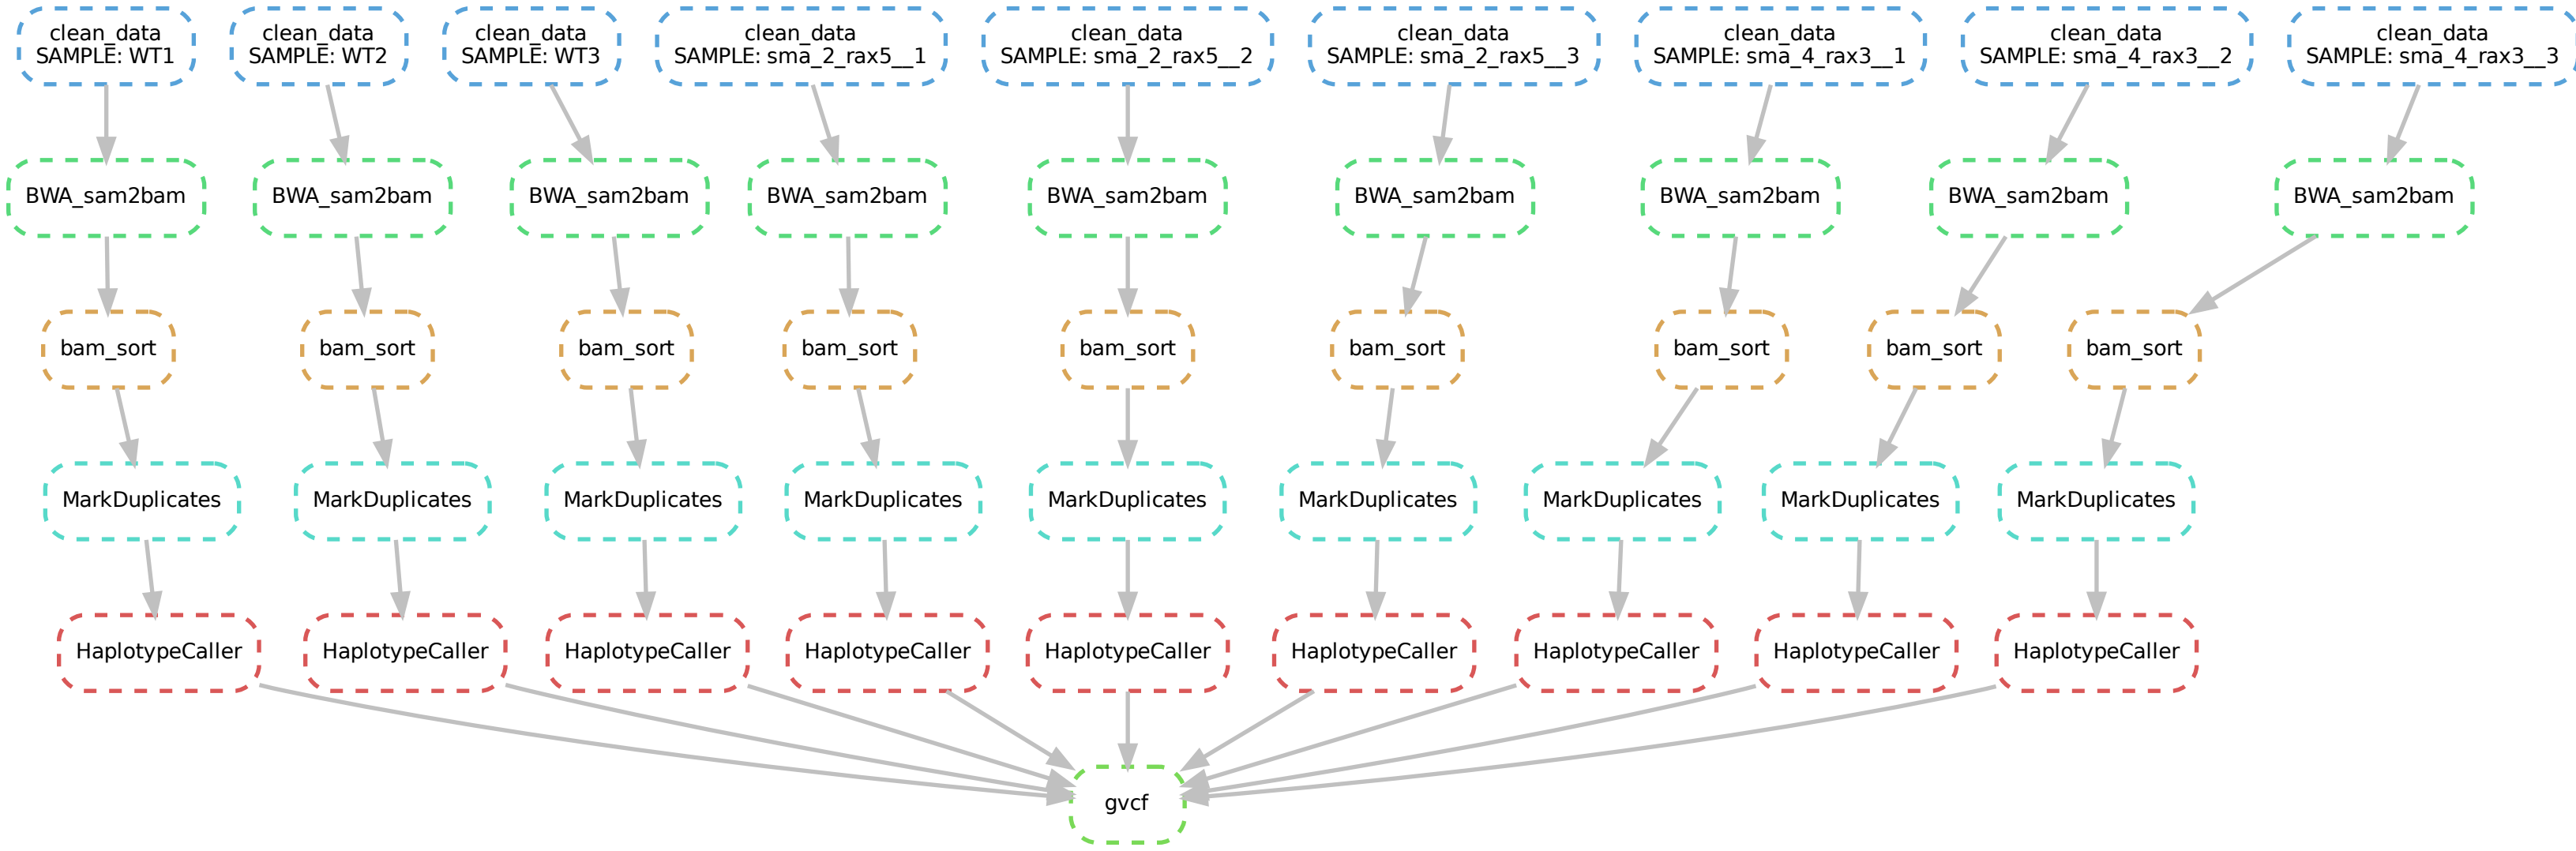 clean_data
SAMPLE: WT1
clean_data
SAMPLE: WT2
clean_data
SAMPLE: WT3
clean_data
SAMPLE: sma_2_rax5__1
clean_data
SAMPLE: sma_2_rax5__2
clean_data
SAMPLE: sma_2_rax5__3
clean_data
SAMPLE: sma_4_rax3__1
clean_data
SAMPLE: sma_4_rax3__2
clean_data
SAMPLE: sma_4_rax3__3
BWA_sam2bam
BWA_sam2bam
BWA_sam2bam
BWA_sam2bam
BWA_sam2bam
BWA_sam2bam
BWA_sam2bam
BWA_sam2bam
BWA_sam2bam
bam_sort
bam_sort
bam_sort
bam_sort
bam_sort
bam_sort
bam_sort
bam_sort
bam_sort
MarkDuplicates
MarkDuplicates
MarkDuplicates
MarkDuplicates
MarkDuplicates
MarkDuplicates
MarkDuplicates
MarkDuplicates
MarkDuplicates
HaplotypeCaller
HaplotypeCaller
HaplotypeCaller
HaplotypeCaller
HaplotypeCaller
HaplotypeCaller
HaplotypeCaller
HaplotypeCaller
HaplotypeCaller
gvcf